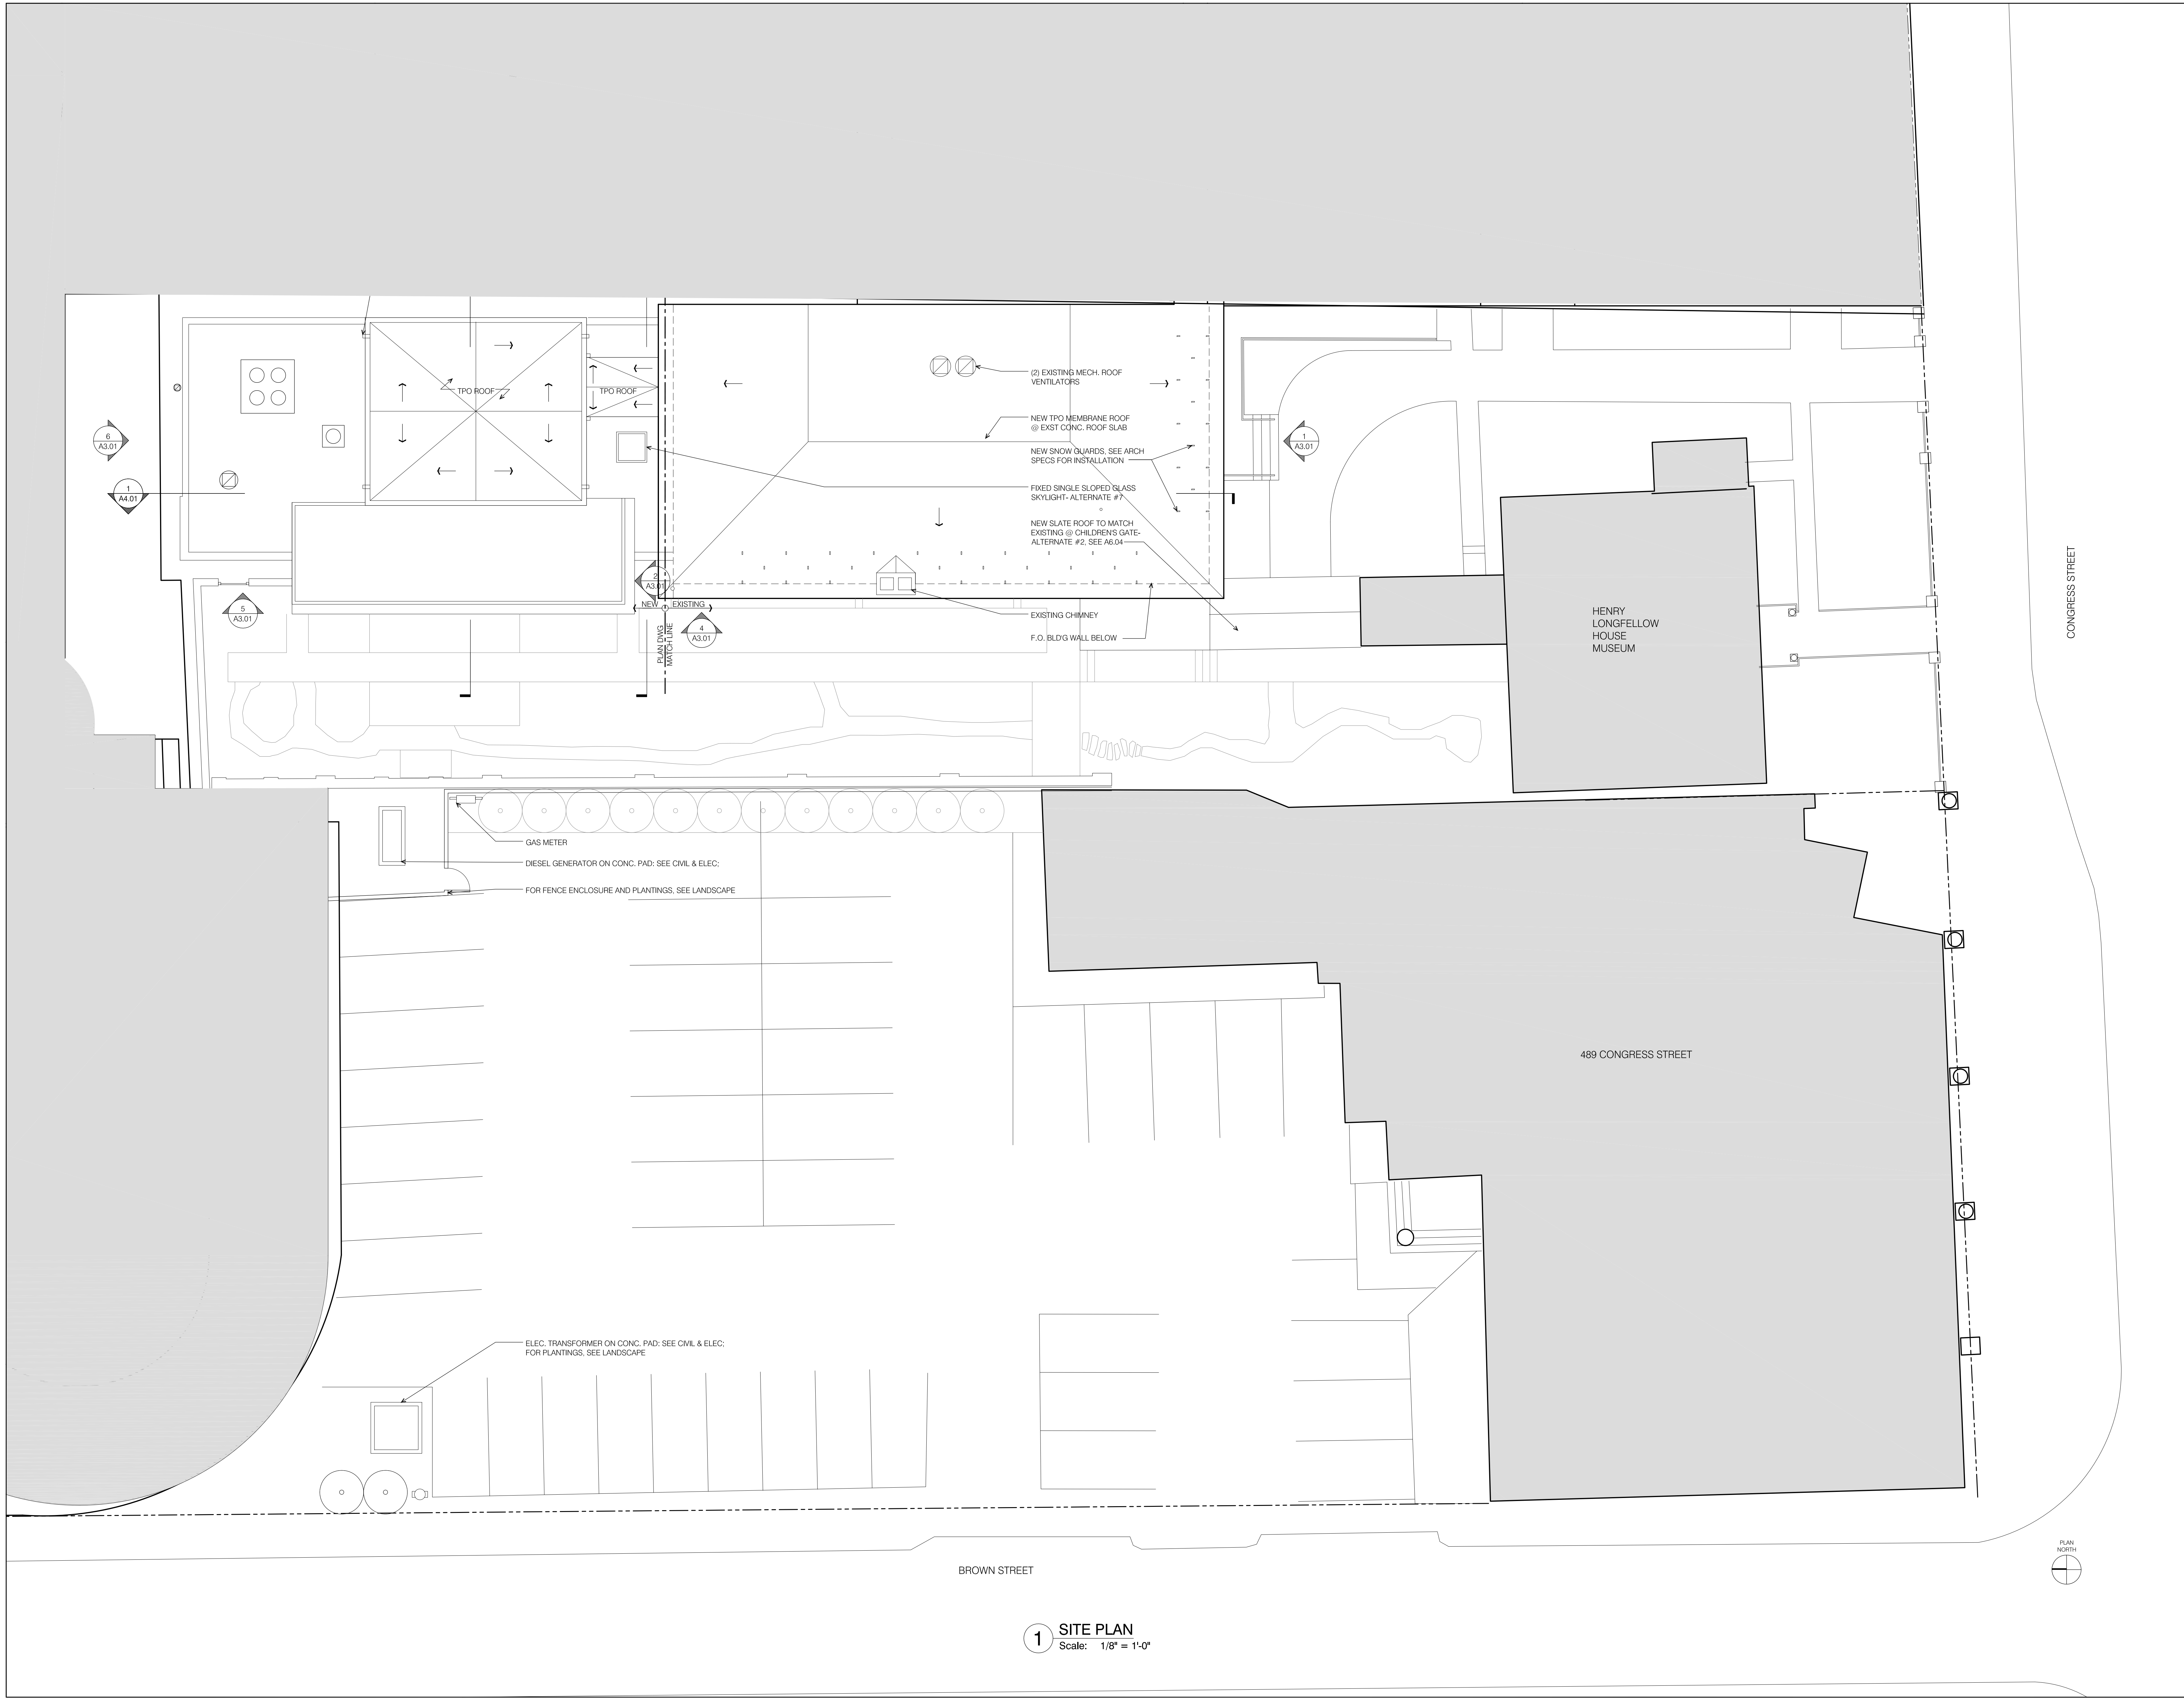 TPO ROOF
TPO ROOF
(2) EXISTING MECH. ROOF
VENTILATORS
NEW TPO MEMBRANE ROOF
@ EXST CONC. ROOF SLAB
NEW SNOW GUARDS, SEE ARCH
SPECS FOR INSTALLATION
FIXED SINGLE SLOPED GLASS
SKYLIGHT- ALTERNATE #7
NEW SLATE ROOF TO MATCH
EXISTING @ CHILDREN'S GATE-
ALTERNATE #2, SEE A6.04
EXISTING CHIMNEY
F.O. BLD'G WALL BELOW
6
A3.01
1
A4.01
5
A3.01
2
A3.01
4
A3.01
1
A3.01
NEW
EXISTING
PLAN DWG
MATCH LINE
HENRY
LONGFELLOW
HOUSE
MUSEUM
CONGRESS STREET
GAS METER
DIESEL GENERATOR ON CONC. PAD: SEE CIVIL & ELEC;
FOR FENCE ENCLOSURE AND PLANTINGS, SEE LANDSCAPE
489 CONGRESS STREET
ELEC. TRANSFORMER ON CONC. PAD: SEE CIVIL & ELEC;
FOR PLANTINGS, SEE LANDSCAPE
BROWN STREET
PLAN
NORTH
1
SITE PLAN
Scale: 1/8" = 1'-0"